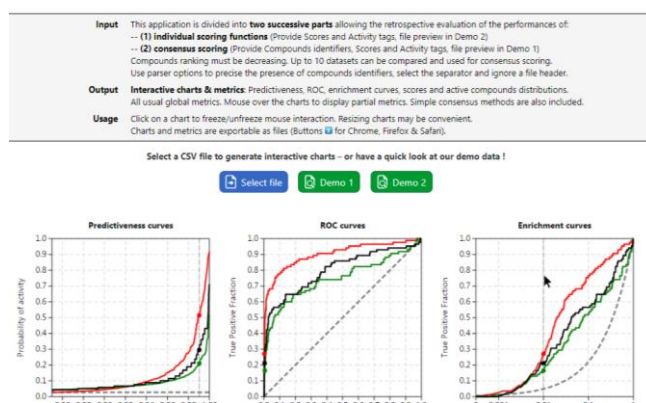 Input This application is divided into two successive parts allowing the retrospective evaluation of the performances of:
-- (1) individual scoring functions (Provide Scores and Activity tags, file preview in Demo 2)
-- (2) consensus scoring (Provide Compounds identifiers, Scores and Activity tags, file preview in Demo 1)
Compounds ranking must be decreasing. Up to 10 datasets can be compared and used for consensus scoring.
Use parser options to precise the presence of compounds identifiers, select the separator and ignore a file header.
Output Interactive charts & metrics: Predictiveness, ROC, enrichment curves, scores and active compounds distributions.
All usual global metrics. Mouse over the charts to display partial metrics. Simple consensus methods are also included.
Usage Click on a chart to freeze/unfreeze mouse interaction. Resizing charts may be convenient.
Charts and metrics are exportable as files (Buttons for Chrome, Firefox & Safari).
Select a CSV file to generate interactive charts – or have a quick look at our demo data !
Select file Demo 1 Demo 2
Predictiveness curves ROC curves Enrichment curves
1.0 1.0 1.0
0.9 0.9 0.9
0.8 0.8 0.8
0.7 0.7 0.7
0.6 0.6 0.6
0.5 0.5 0.5
0.4 0.4 0.4
0.3 0.3 0.3
0.2 0.2 0.2
0.1 0.1 0.1
0.0 0.0 0.0
Probability of activity
True Positive Fraction
True Positive Fraction